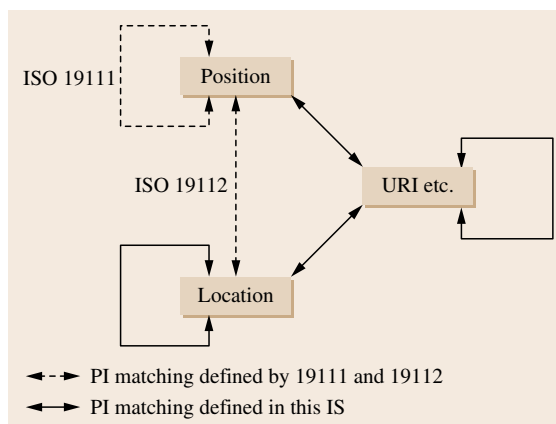 Position
ISO 19111
URI etc.
ISO 19112
Location
PI matching defined by 19111 and 19112
PI matching defined in this IS